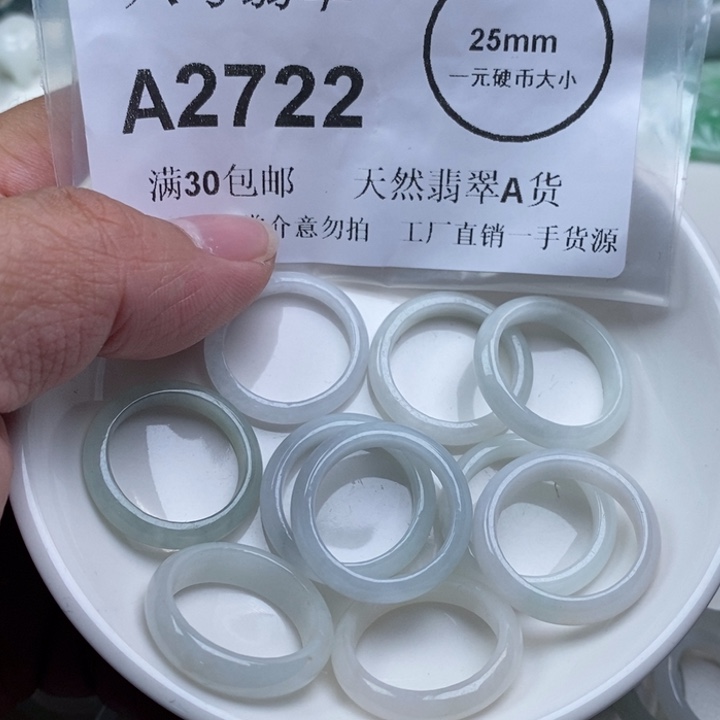 25mm
一元硬币大小
A2722
满30包邮 天然翡翠A货
介意勿拍 工厂直销一手货源